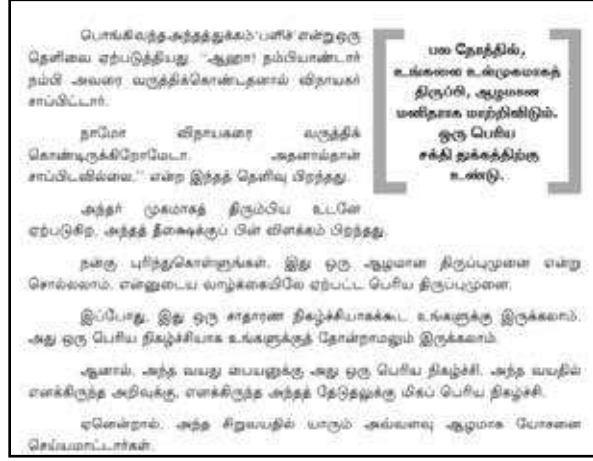 பொங்கிவந்த அந்தத்துக்கம் 'பளிச்' என்று ஒரு
தெளிவை ஏற்படுத்தியது. "ஆஹா! நம்பியாண்டார்
நம்பி அவரை வருத்திக்கொண்டதனால் விநாயகர்
சாப்பிட்டார்.
நாமோ விநாயகரை வருத்திக்
கொண்டிருக்கிறோமேடா. அதனால்தான்
சாப்பிடவில்லை," என்ற இந்தத் தெளிவு பிறந்தது.
அந்தர் முகமாகத் திரும்பிய உடனே
ஏற்படுகிற, அந்தத் தீக்ஷைக்குப் பின் விளக்கம் பிறந்தது.
பல நேரத்தில்,
உங்களை உள்முகமாகத்
திருப்பி, ஆழமான
மனிதராக மாற்றிவிடும்.
ஒரு பெரிய
சக்தி துக்கத்திற்கு
உண்டு.
நன்கு புரிந்துகொள்ளுங்கள். இது ஒரு ஆழமான திருப்புமுனை என்று
சொல்லலாம். என்னுடைய வாழ்க்கையிலே ஏற்பட்ட பெரிய திருப்புமுனை.
இப்போது, இது ஒரு சாதாரண நிகழ்ச்சியாகக்கூட உங்களுக்கு இருக்கலாம்.
அது ஒரு பெரிய நிகழ்ச்சியாக உங்களுக்குத் தோன்றாமலும் இருக்கலாம்.
ஆனால், அந்த வயது பையனுக்கு அது ஒரு பெரிய நிகழ்ச்சி. அந்த வயதில்
எனக்கிருந்த அறிவுக்கு, எனக்கிருந்த அந்தத் தேடுதலுக்கு மிகப் பெரிய நிகழ்ச்சி.
ஏனென்றால், அந்த சிறுவயதில் யாரும் அவ்வளவு ஆழமாக யோசனை
செய்யமாட்டார்கள்.